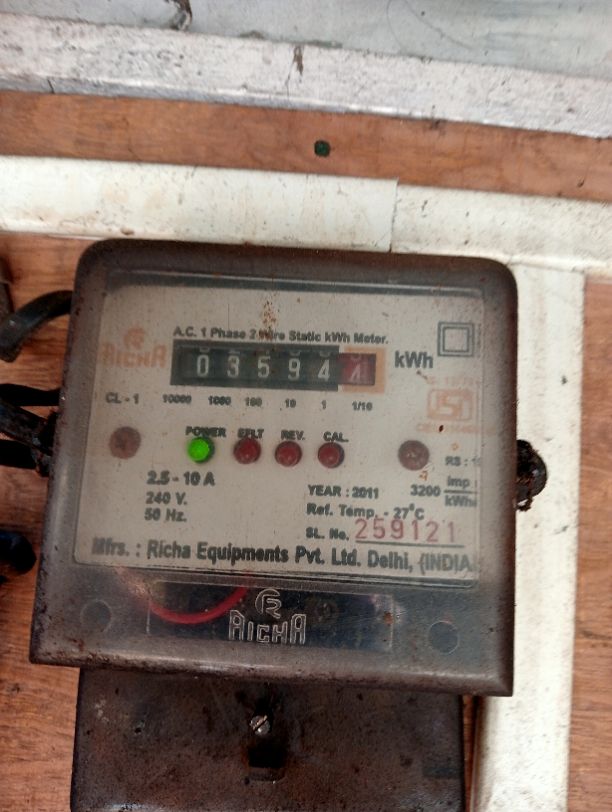 A.C. 1 Phase 2 Wire Static kWh Meter.
RICHA
0 3 5 9 4 4 kWh
CL - 1 10000 1000 100 10 1 1/10
ISI
POWER EFLT REV. CAL.
2.5 - 10 A
240 V.
50 Hz.
YEAR : 2011 3200 imp kWh
Ref. Temp. - 27°C
SL. No. 259121
Mfrs. : Richa Equipments Pvt. Ltd. Delhi, (INDIA
RICHA